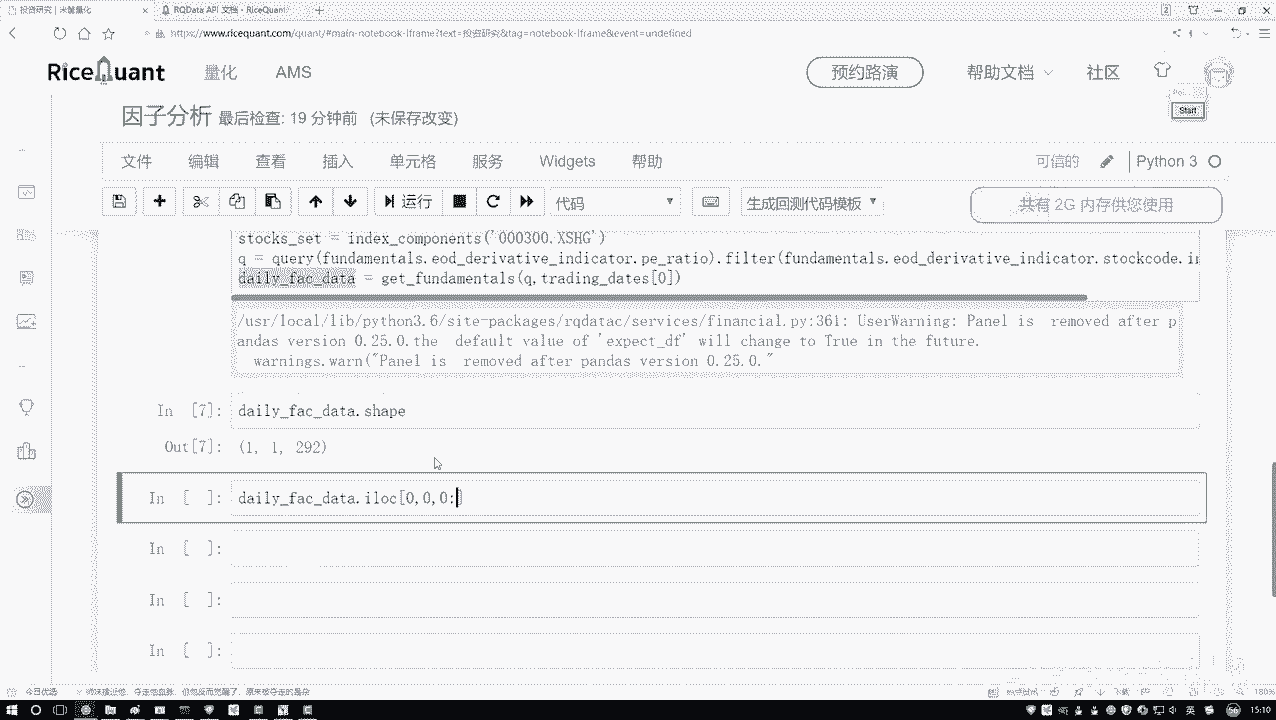 投资研究 | 米筐量化
RQData API 文档 - RiceQuant
https://www.ricequant.com/quant/#main-notebook-iframe?text=投资研究&tag=notebook-iframe&event=undefined
RiceQuant 量化 AMS 预约路演 帮助文档 社区
Start
因子分析 最后检查: 19 分钟前 (未保存改变)
文件 编辑 查看 插入 单元格 服务 Widgets 帮助 可信的 Python 3
运行 代码 生成回测代码模板 共有 2G 内存供您使用
stocks_set = index_components('000300.XSHG')
q = query(fundamentals.eod_derivative_indicator.pe_ratio).filter(fundamentals.eod_derivative_indicator.stockcode.in
daily_fac_data = get_fundamentals(q,trading_dates[0])
/usr/local/lib/python3.6/site-packages/rqdatac/services/financial.py:361: UserWarning: Panel is  removed after p
andas version 0.25.0.the  default value of 'expect_df' will change to True in the future.
warnings.warn("Panel is  removed after pandas version 0.25.0."
In [7]: daily_fac_data.shape
Out[7]: (1, 1, 292)
In [ ]: daily_fac_data.iloc[0,0,0:]
In [ ]:
In [ ]:
In [ ]:
今日优选
下载
180%
英
15:10